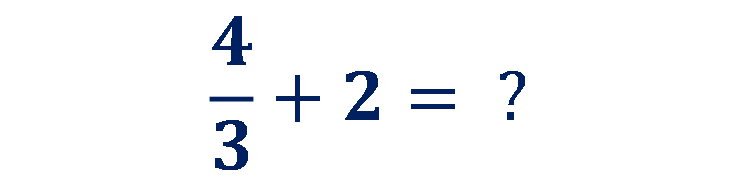 4/3 + 2 = ?